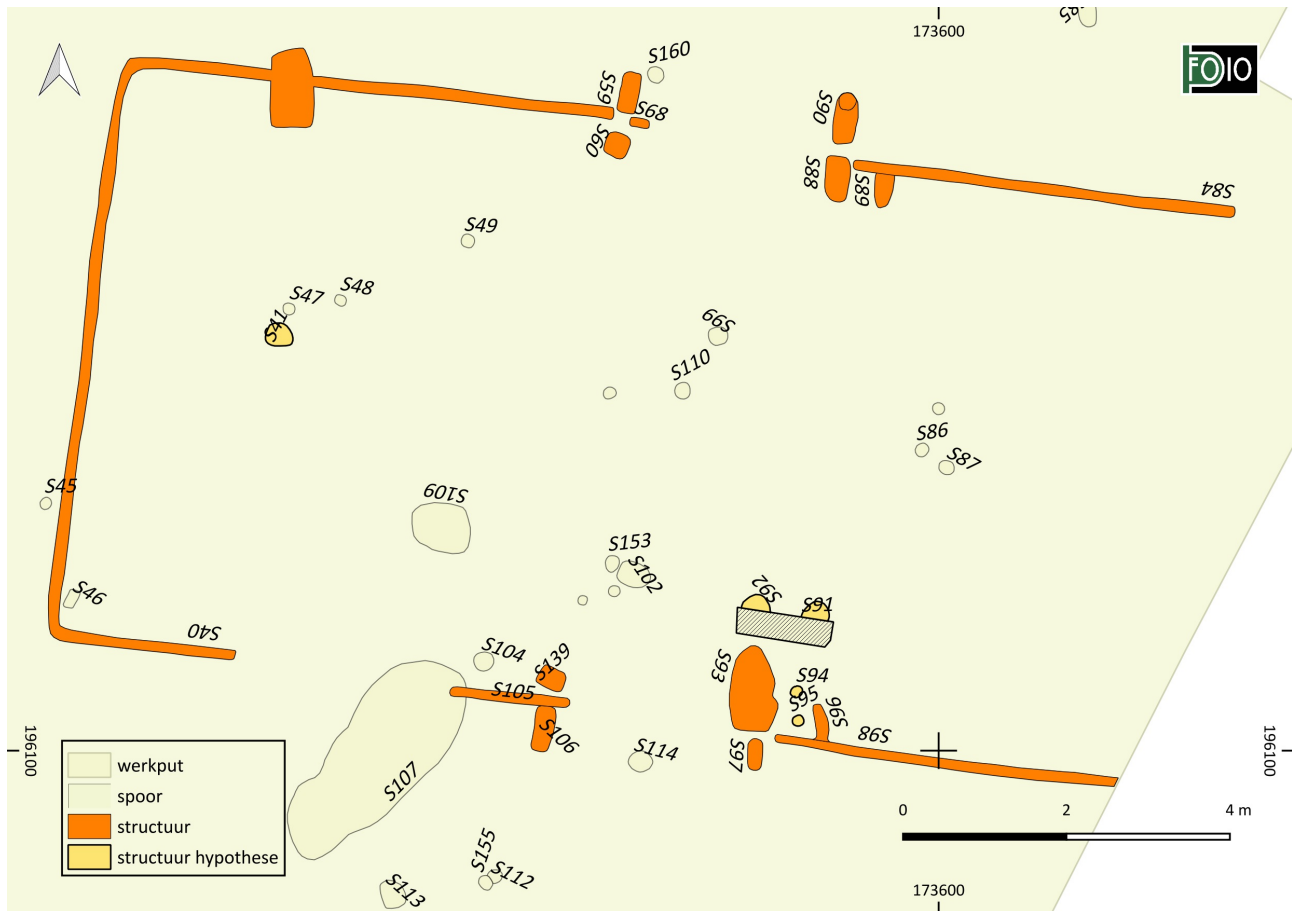 S85
173600
FODIO
S160
S59
S68
S60
S90
S88
S89
S84
S49
S48
S47
S41
S99
S110
S86
S87
S45
S109
S153
S102
S46
S92
S91
S40
S104
S139
S105
S106
S93
S94
S95
S96
S98
S97
S114
S107
196100
196100
werkput
spoor
structuur
structuur hypothese
0 2 4 m
S155
S112
S113
173600